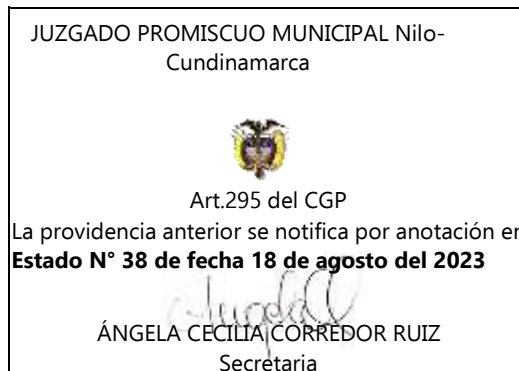 JUZGADO PROMISCUO MUNICIPAL Nilo-
Cundinamarca
Art.295 del CGP
La providencia anterior se notifica por anotación en
Estado N° 38 de fecha 18 de agosto del 2023
ÁNGELA CECILIA CORREDOR RUIZ
Secretaria